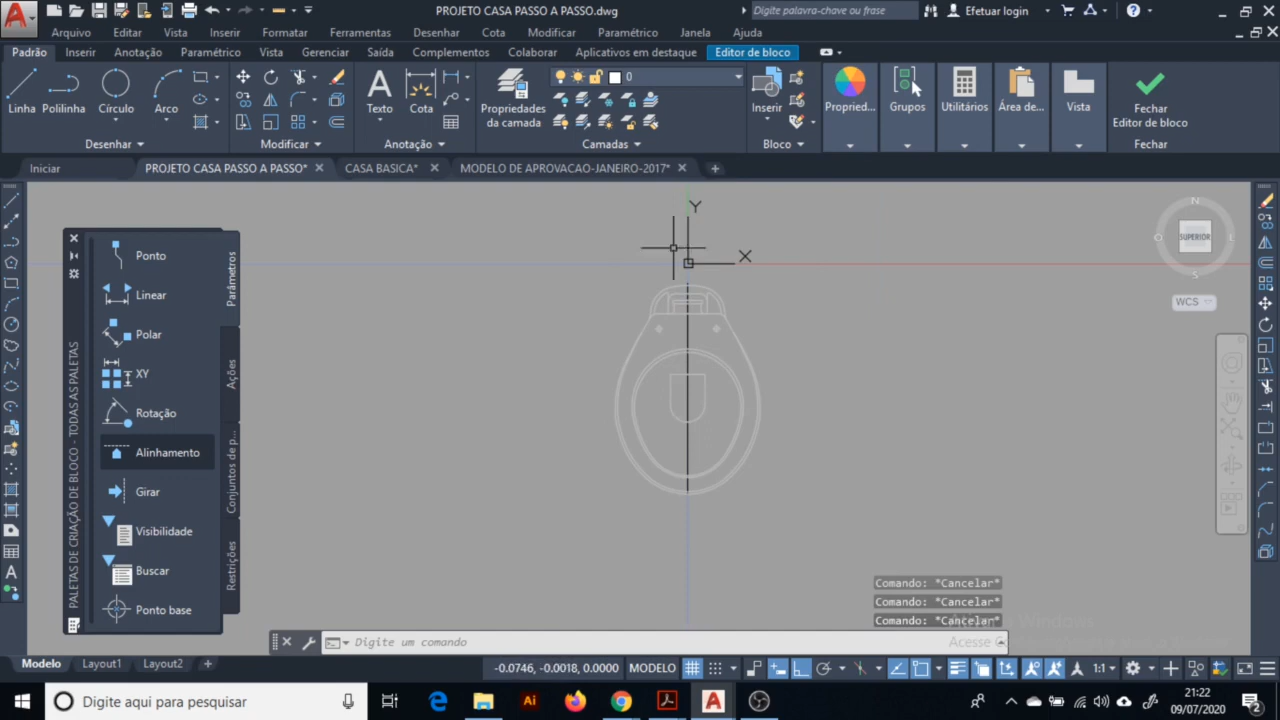 PROJETO CASA PASSO A PASSO.dwg
Digite palavra-chave ou frase
Efetuar login
Arquivo Editar Vista Inserir Formatar Ferramentas Desenhar Cota Modificar Paramétrico Janela Ajuda
Padrão Inserir Anotação Paramétrico Vista Gerenciar Saída Complementos Colaborar Aplicativos em destaque Editor de bloco
0
Linha Polilinha Círculo Arco Texto Cota Propriedades da camada Inserir Propried... Grupos Utilitários Área de... Vista Fechar Editor de bloco
Desenhar Modificar Anotação Camadas Bloco Fechar
Iniciar PROJETO CASA PASSO A PASSO* CASA BASICA* MODELO DE APROVACAO-JANEIRO-2017*
Y
X
N
O SUPERIOR L
S
WCS
Ponto
Linear
Polar
XY
Rotação
Alinhamento
Girar
Visibilidade
Buscar
Ponto base
Parâmetros
Ações
Conjuntos de p...
Restrições
PALETAS DE CRIAÇÃO DE BLOCO - TODAS AS PALETAS
Comando: *Cancelar*
Comando: *Cancelar*
Comando: *Cancelar*
Digite um comando
Modelo Layout1 Layout2
-0.0746, -0.0018, 0.0000 MODELO 1:1
Digite aqui para pesquisar
21:22
09/07/2020
2